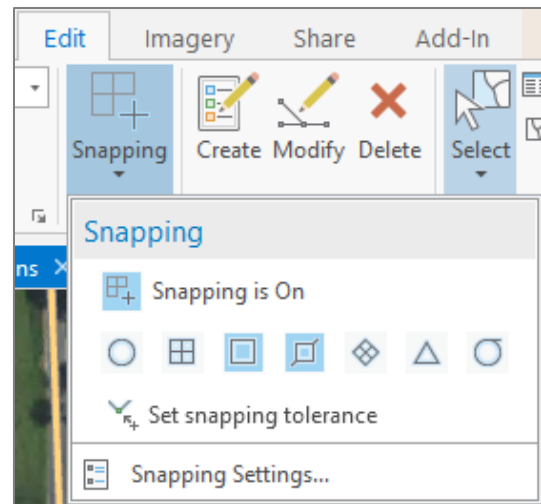 Edit Imagery Share Add-In
Snapping Create Modify Delete Select
ns
Snapping
Snapping is On
Set snapping tolerance
Snapping Settings...